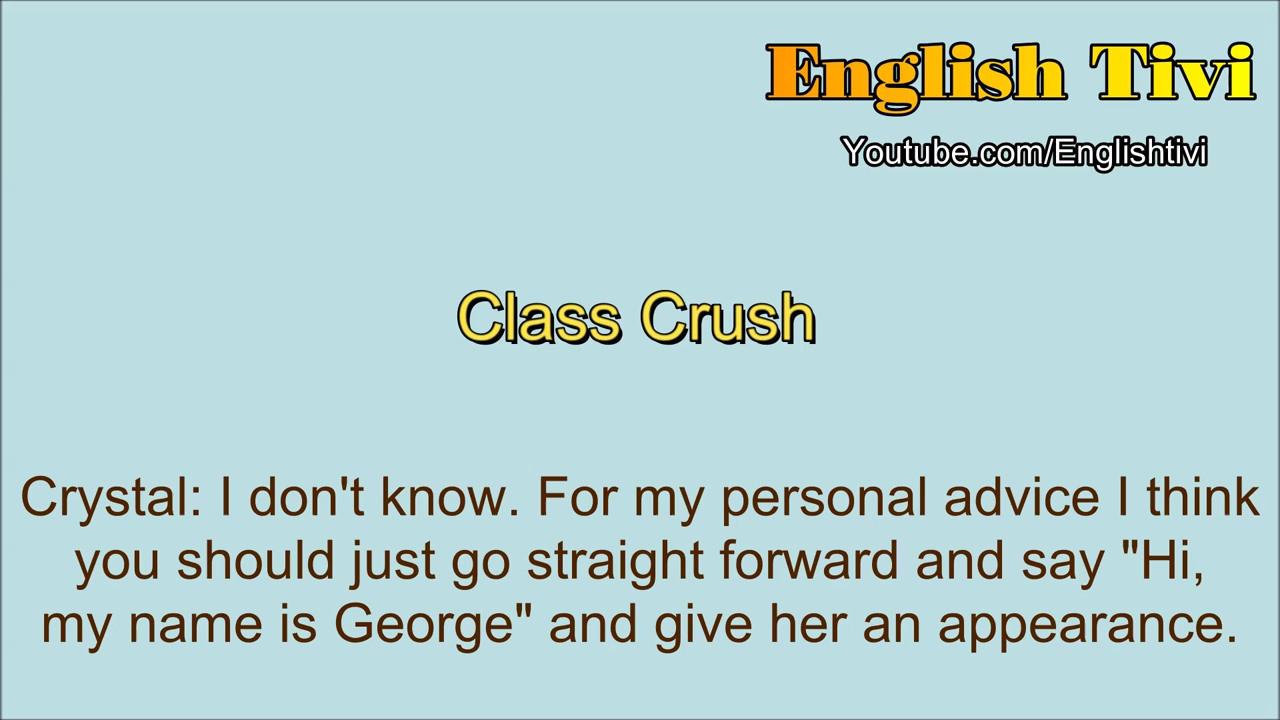 English Tivi
Youtube.com/Englishtivi
Class Crush
Crystal: I don't know. For my personal advice I think
you should just go straight forward and say "Hi,
my name is George" and give her an appearance.